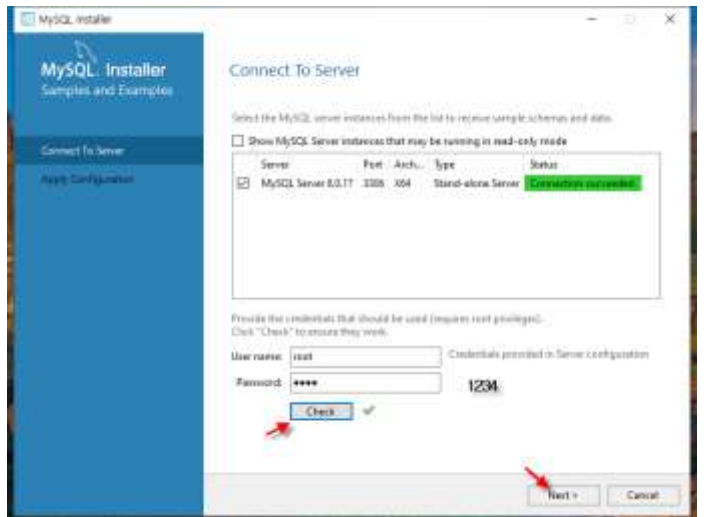 MySQL Installer
MySQL Installer
Samples and Examples
Connect To Server
Apply Configuration
Connect To Server
Select the MySQL server instances from the list to receive sample schemas and data.
Show MySQL Server instances that may be running in read-only mode
Server Port Arch... Type Status
MySQL Server 8.0.17 3306 X64 Stand-alone Server Connection succeeded.
Provide the credentials that should be used (requires root privileges).
Click "Check" to ensure they work.
User name: root Credentials provided in Server configuration
Password: **** 1234
Check
Next > Cancel